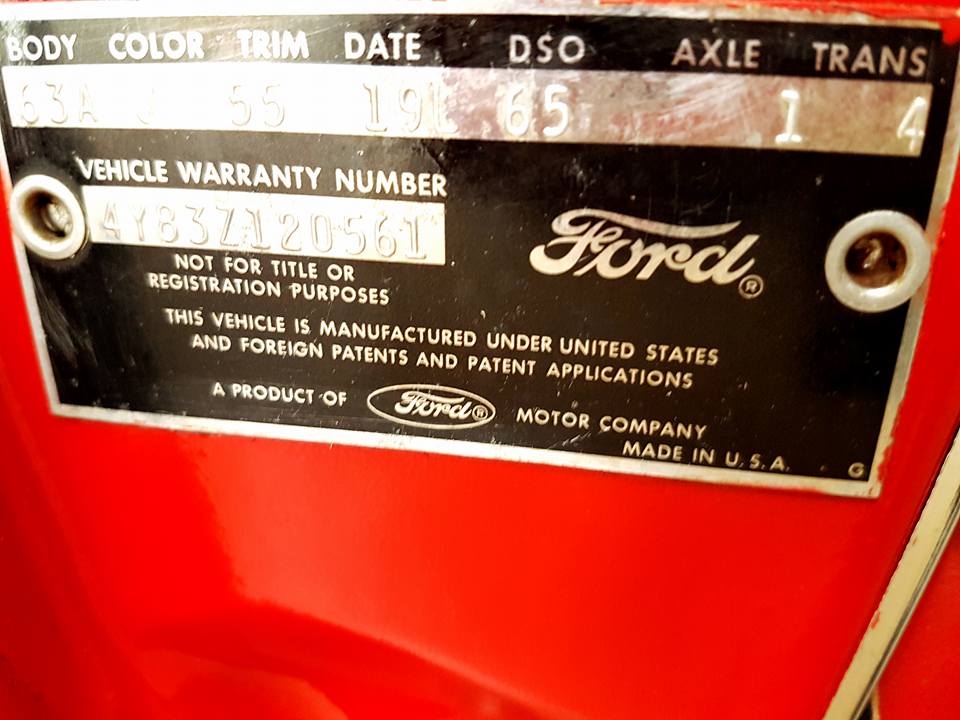 BODY COLOR TRIM DATE DSO AXLE TRANS
63A J 55 19L 65 1 4
VEHICLE WARRANTY NUMBER
4Y83Z120561
NOT FOR TITLE OR
REGISTRATION PURPOSES
Ford®
THIS VEHICLE IS MANUFACTURED UNDER UNITED STATES
AND FOREIGN PATENTS AND PATENT APPLICATIONS
A PRODUCT OF Ford® MOTOR COMPANY
MADE IN U.S.A. G